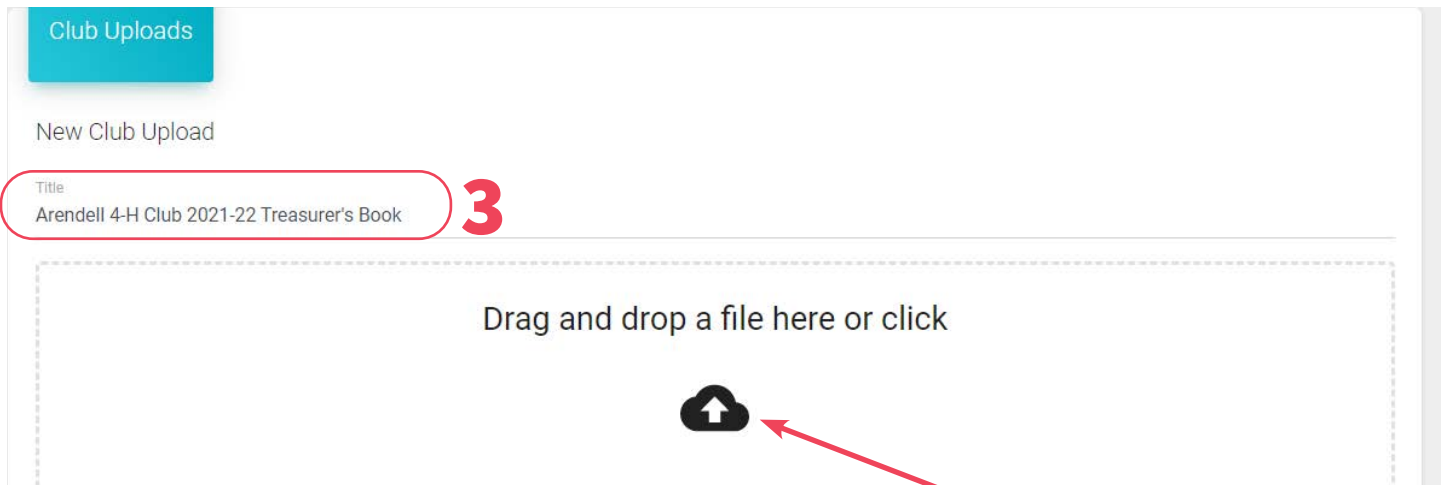 Club Uploads
New Club Upload
Title
Arendell 4-H Club 2021-22 Treasurer's Book
3
Drag and drop a file here or click